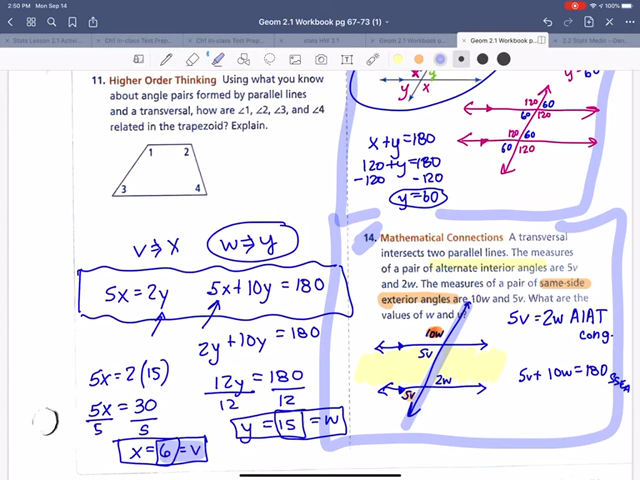 2:50 PM Mon Sep 14
91%
Geom 2.1 Workbook pg 67-73 (1)
Stats Lesson 2.1 Activi...
Ch1 In-class Test Prep...
Ch1 In-class Test Prep...
stats HW 2.1
Geom 2.1 Workbook pg 6...
2.2 Stats Medic - Den...
11. Higher Order Thinking Using what you know
about angle pairs formed by parallel lines
and a transversal, how are ∠1, ∠2, ∠3, and ∠4
related in the trapezoid? Explain.
1 2
3 4
v ⇒ x
w ⇒ y
5x = 2y
5x + 10y = 180
2y + 10y = 180
12y = 180
12 12
y = 15 = w
5x = 2(15)
5x = 30
5 5
x = 6 = v
x y
y x
x + y = 180
120 + y = 180
-120 -120
y = 60
y = 60
120 60
60 120
120 60
60 120
14. Mathematical Connections A transversal
intersects two parallel lines. The measures
of a pair of alternate interior angles are 5v
and 2w. The measures of a pair of same-side
exterior angles are 10w and 5v. What are the
values of w and v?
10w
5v
2w
5v
5v = 2w AIAT
cong.
5v + 10w = 180 SSEA